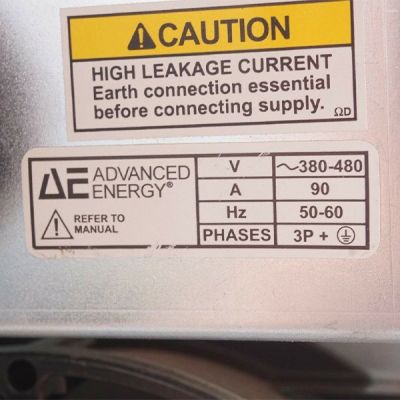 ⚠ CAUTION
HIGH LEAKAGE CURRENT
Earth connection essential
before connecting supply. ΩD
AE ADVANCED
ENERGY®
REFER TO
MANUAL
V ~380-480
A 90
Hz 50-60
PHASES 3P + ⏚